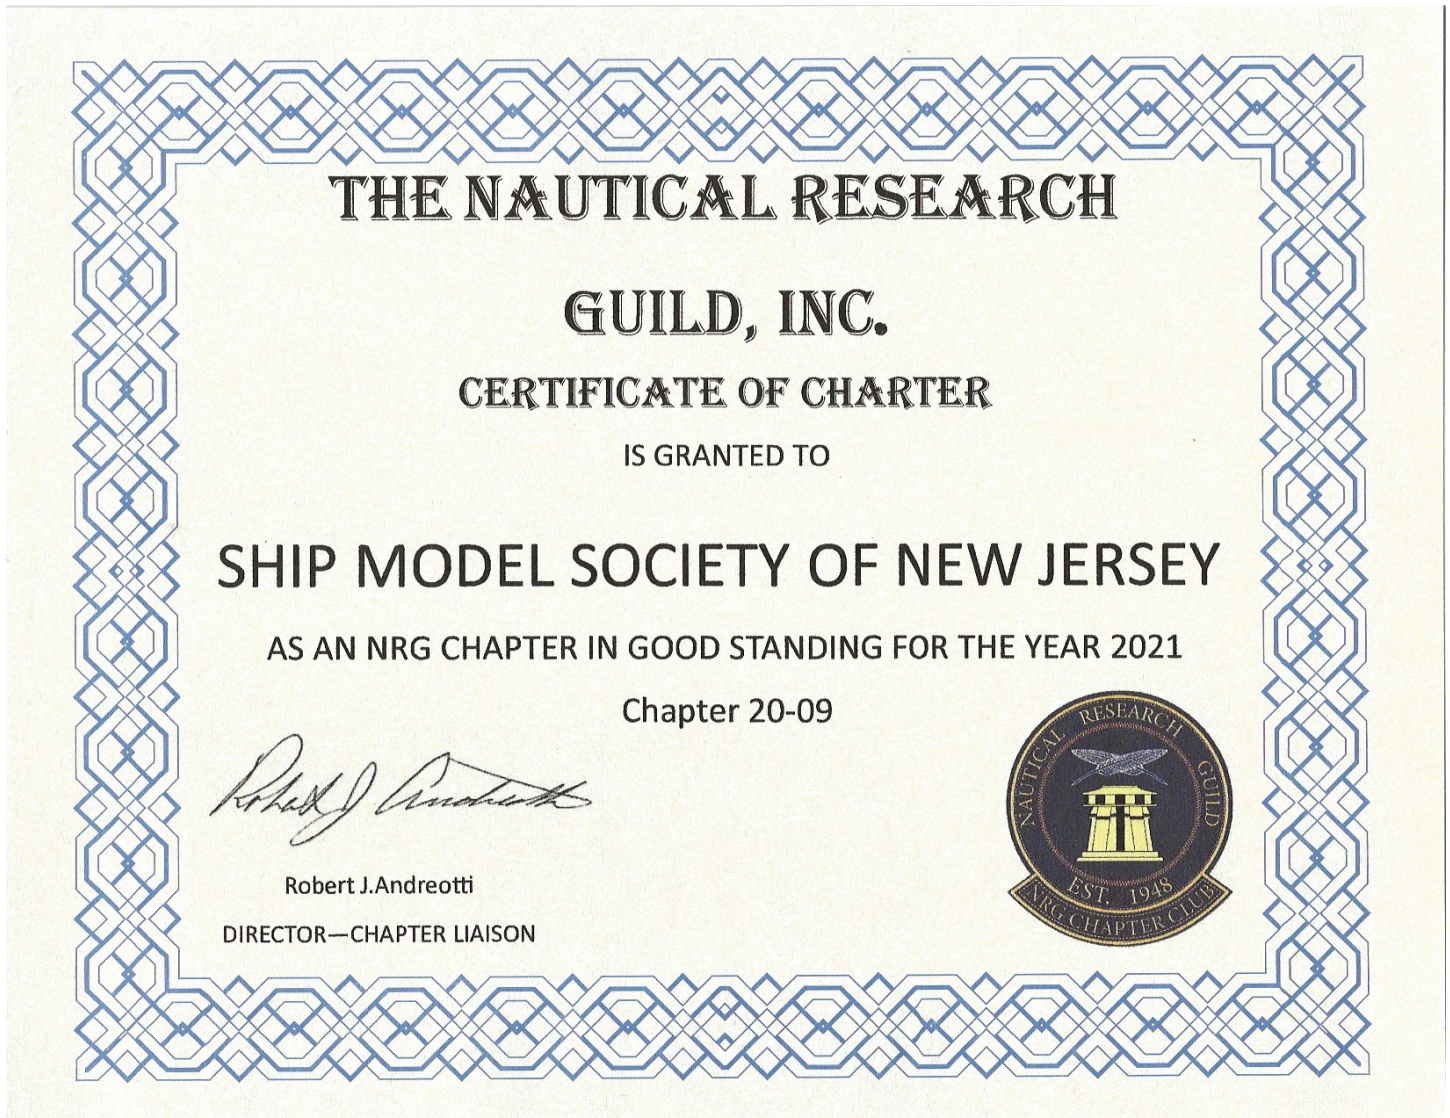 THE NAUTICAL RESEARCH
GUILD, INC.
CERTIFICATE OF CHARTER
IS GRANTED TO
SHIP MODEL SOCIETY OF NEW JERSEY
AS AN NRG CHAPTER IN GOOD STANDING FOR THE YEAR 2021
Chapter 20-09
Robert J Andreotti
Robert J.Andreotti
DIRECTOR—CHAPTER LIAISON
NAUTICAL RESEARCH GUILD
EST. 1948
NRG CHAPTER CLUB